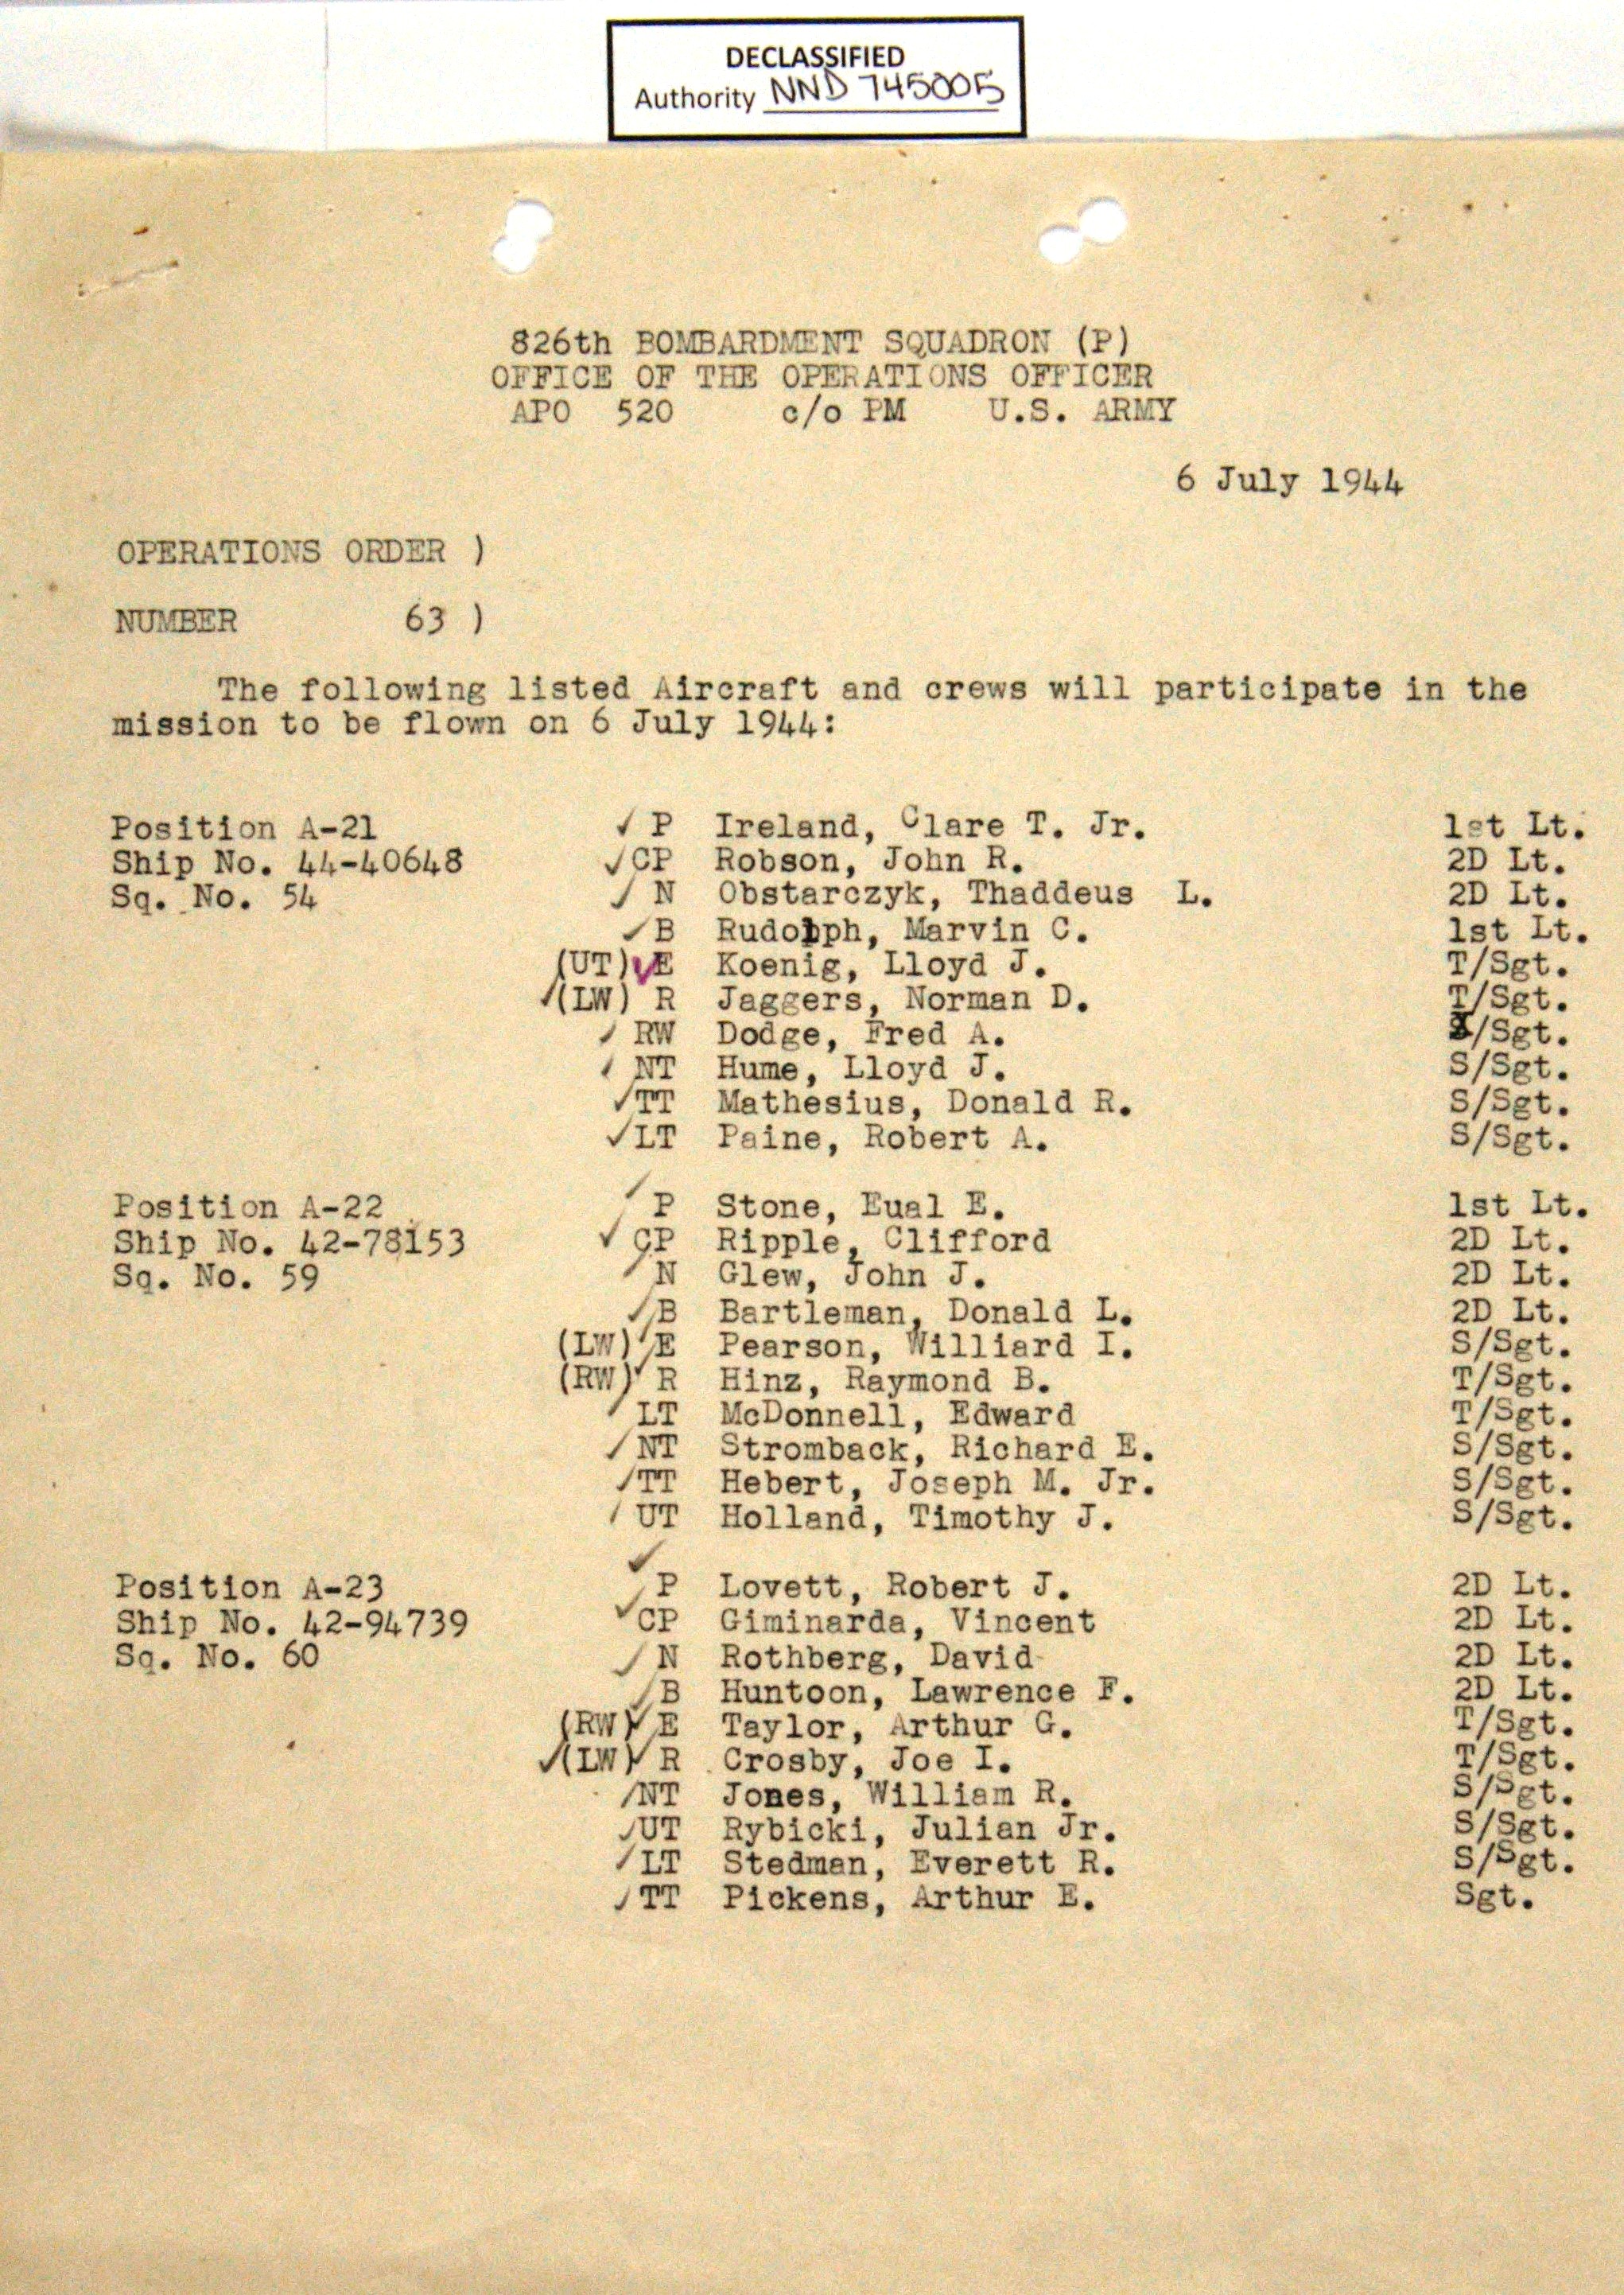 DECLASSIFIED
Authority NND 745005
826th BOMBARDMENT SQUADRON (P)
OFFICE OF THE OPERATIONS OFFICER
APO 520 c/o PM U.S. ARMY
6 July 1944
OPERATIONS ORDER )
NUMBER 63 )
The following listed Aircraft and crews will participate in the
mission to be flown on 6 July 1944:
Position A-21 ✓ P Ireland, Clare T. Jr. 1st Lt.
Ship No. 44-40648 ✓ CP Robson, John R. 2D Lt.
Sq. No. 54 ✓ N Obstarczyk, Thaddeus L. 2D Lt.
✓ B Rudolph, Marvin C. 1st Lt.
(UT) ✓ E Koenig, Lloyd J. T/Sgt.
✓ (LW) R Jaggers, Norman D. T/Sgt.
✓ RW Dodge, Fred A. S/Sgt.
✓ NT Hume, Lloyd J. S/Sgt.
✓ TT Mathesius, Donald R. S/Sgt.
✓ LT Paine, Robert A. S/Sgt.
Position A-22 ✓ P Stone, Eual E. 1st Lt.
Ship No. 42-78153 ✓ CP Ripple, Clifford 2D Lt.
Sq. No. 59 ✓ N Glew, John J. 2D Lt.
✓ B Bartleman, Donald L. 2D Lt.
(LW) ✓ E Pearson, Williard I. S/Sgt.
(RW) ✓ R Hinz, Raymond B. T/Sgt.
✓ LT McDonnell, Edward T/Sgt.
✓ NT Stromback, Richard E. S/Sgt.
✓ TT Hebert, Joseph M. Jr. S/Sgt.
✓ UT Holland, Timothy J. S/Sgt.
Position A-23 ✓ P Lovett, Robert J. 2D Lt.
Ship No. 42-94739 ✓ CP Giminarda, Vincent 2D Lt.
Sq. No. 60 ✓ N Rothberg, David 2D Lt.
✓ B Huntoon, Lawrence F. 2D Lt.
(RW) ✓ E Taylor, Arthur G. T/Sgt.
✓ (LW) ✓ R Crosby, Joe I. T/Sgt.
✓ NT Jones, William R. S/Sgt.
✓ UT Rybicki, Julian Jr. S/Sgt.
✓ LT Stedman, Everett R. S/Sgt.
✓ TT Pickens, Arthur E. Sgt.